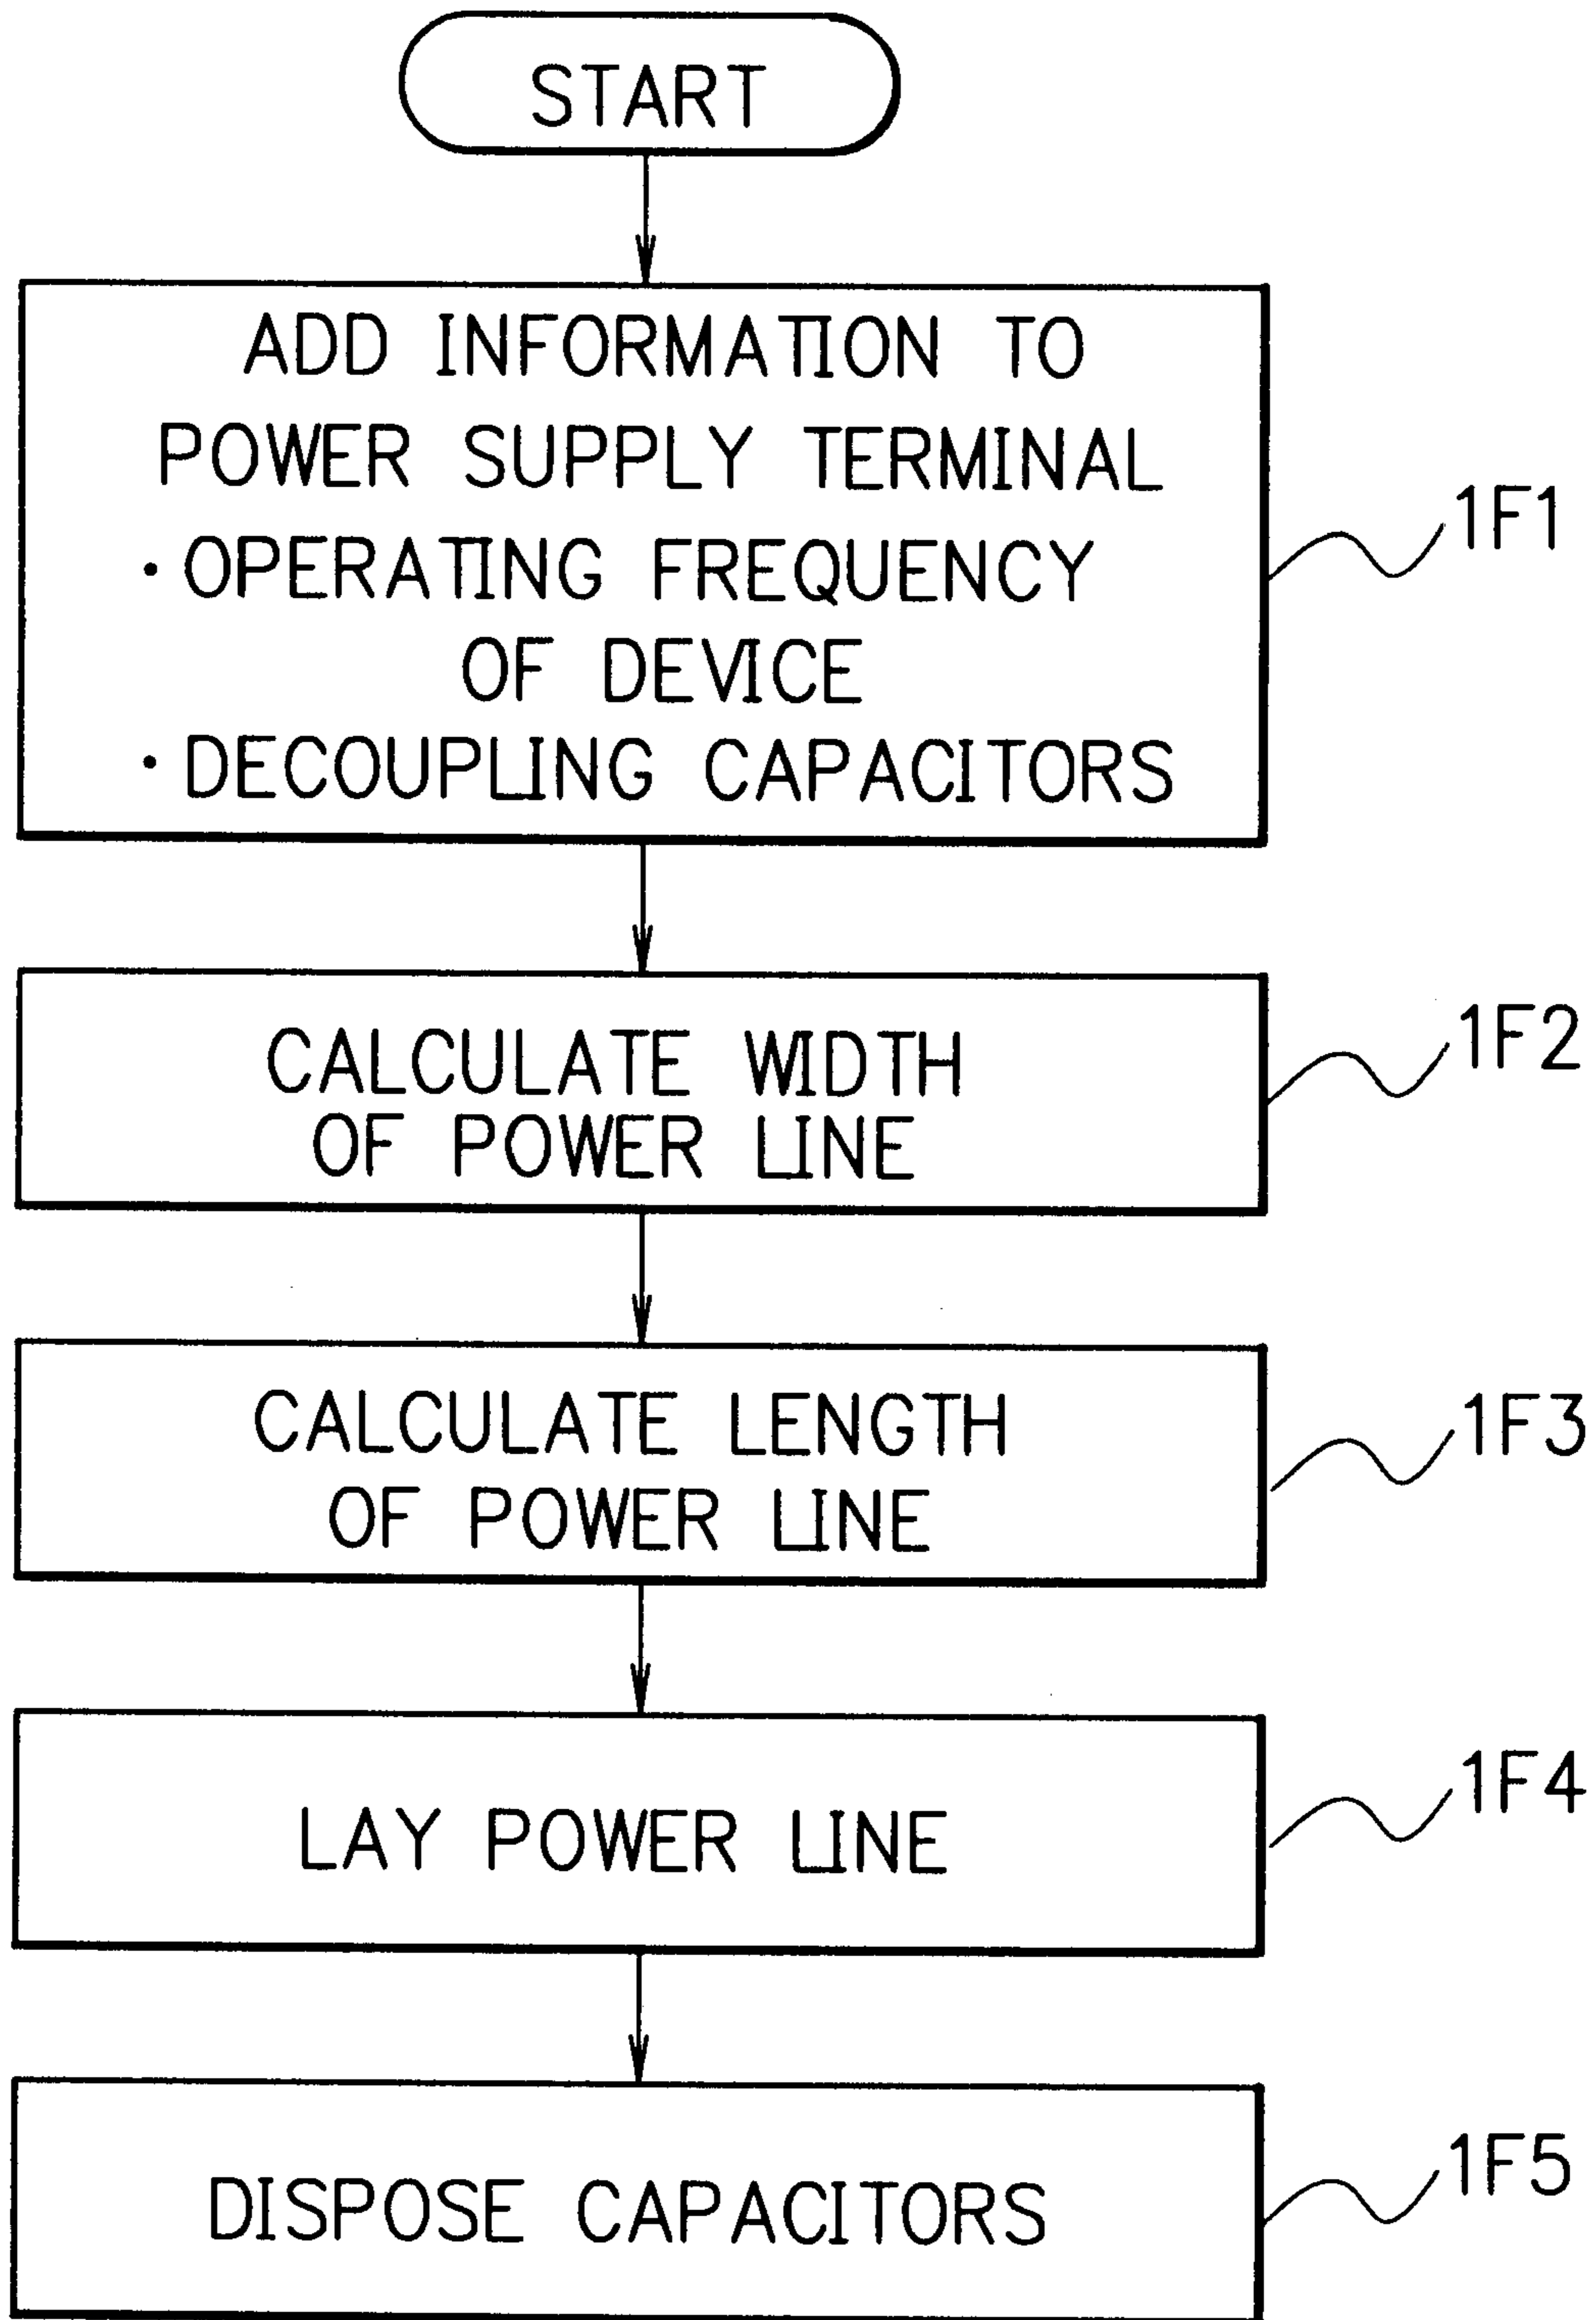 START
ADD INFORMATION TO
POWER SUPPLY TERMINAL
· OPERATING FREQUENCY
OF DEVICE
· DECOUPLING CAPACITORS
1F1
CALCULATE WIDTH
OF POWER LINE
1F2
CALCULATE LENGTH
OF POWER LINE
1F3
LAY POWER LINE
1F4
DISPOSE CAPACITORS
1F5